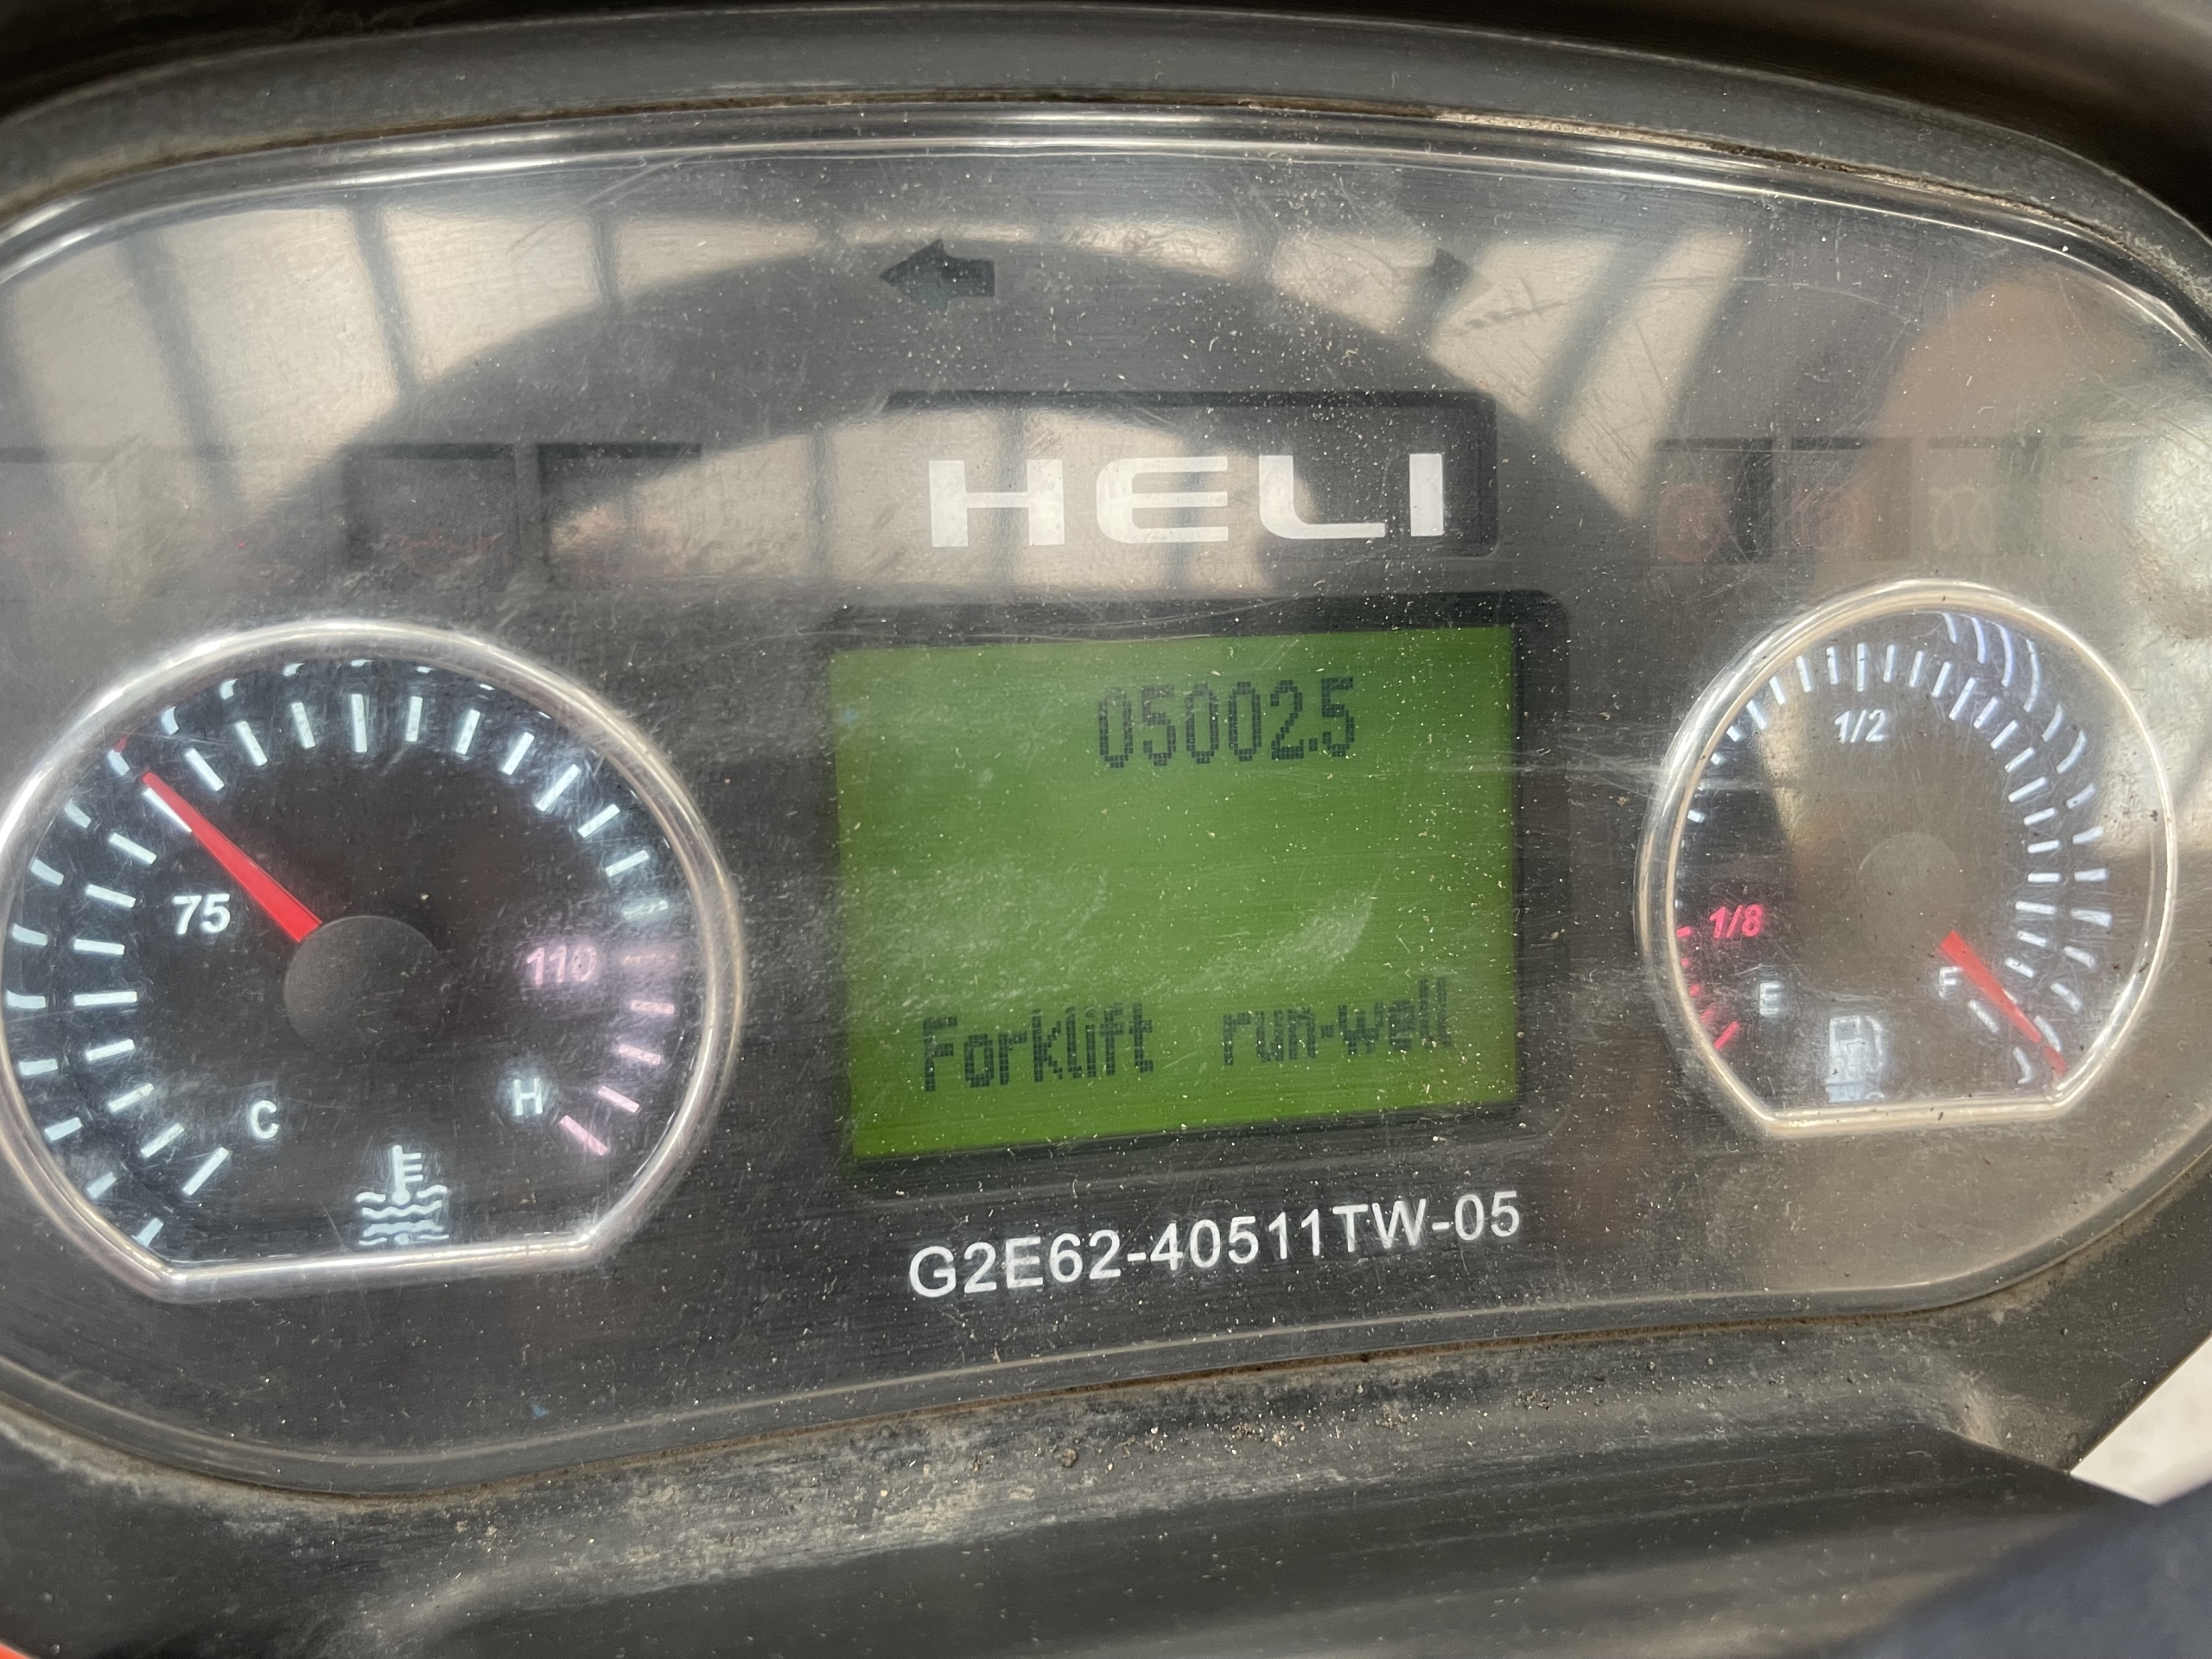 HELI
05002.5
75
110
C
H
1/2
1/8
E
F
Forklift run-well
G2E62-40511TW-05